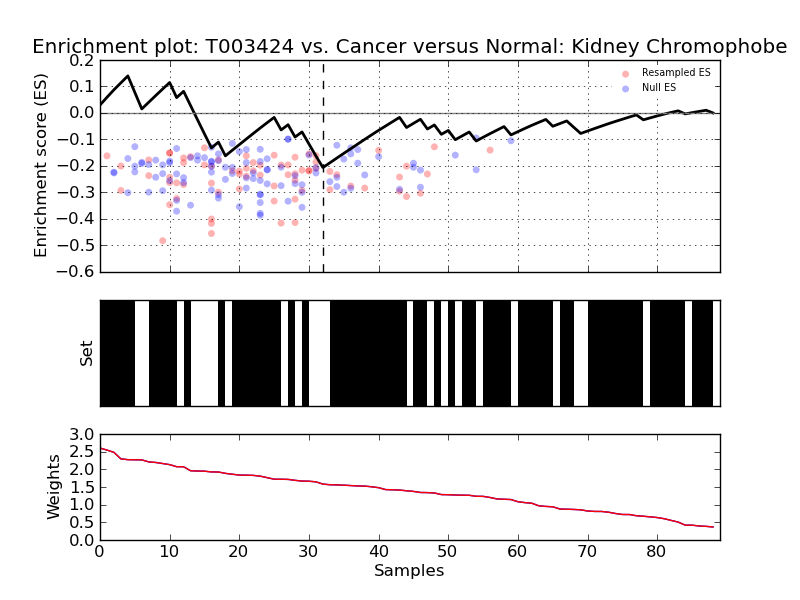 Enrichment plot: T003424 vs. Cancer versus Normal: Kidney Chromophobe
Enrichment score (ES)
0.2
0.1
0.0
−0.1
−0.2
−0.3
−0.4
−0.5
−0.6
Resampled ES
Null ES
Set
Weights
3.0
2.5
2.0
1.5
1.0
0.5
0.0
0 10 20 30 40 50 60 70 80
Samples